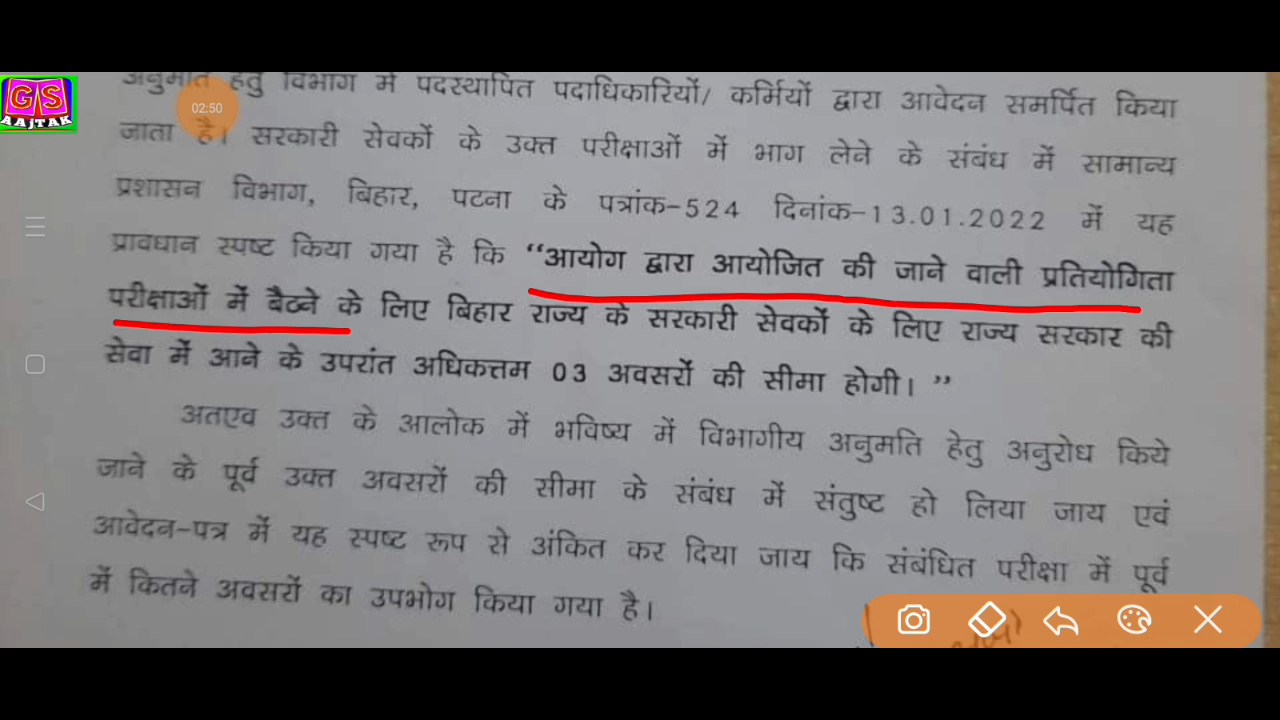 GS
AAJTAK
02:50
अनुमति हेतु विभाग में पदस्थापित पदाधिकारियों/ कर्मियों द्वारा आवेदन समर्पित किया
जाता है। सरकारी सेवकों के उक्त परीक्षाओं में भाग लेने के संबंध में सामान्य
प्रशासन विभाग, बिहार, पटना के पत्रांक-524 दिनांक-13.01.2022 में यह
प्रावधान स्पष्ट किया गया है कि “आयोग द्वारा आयोजित की जाने वाली प्रतियोगिता
परीक्षाओं में बैठने के लिए बिहार राज्य के सरकारी सेवकों के लिए राज्य सरकार की
सेवा में आने के उपरांत अधिकत्तम 03 अवसरों की सीमा होगी। ”
अतएव उक्त के आलोक में भविष्य में विभागीय अनुमति हेतु अनुरोध किये
जाने के पूर्व उक्त अवसरों की सीमा के संबंध में संतुष्ट हो लिया जाय एवं
आवेदन-पत्र में यह स्पष्ट रूप से अंकित कर दिया जाय कि संबंधित परीक्षा में पूर्व
में कितने अवसरों का उपभोग किया गया है।